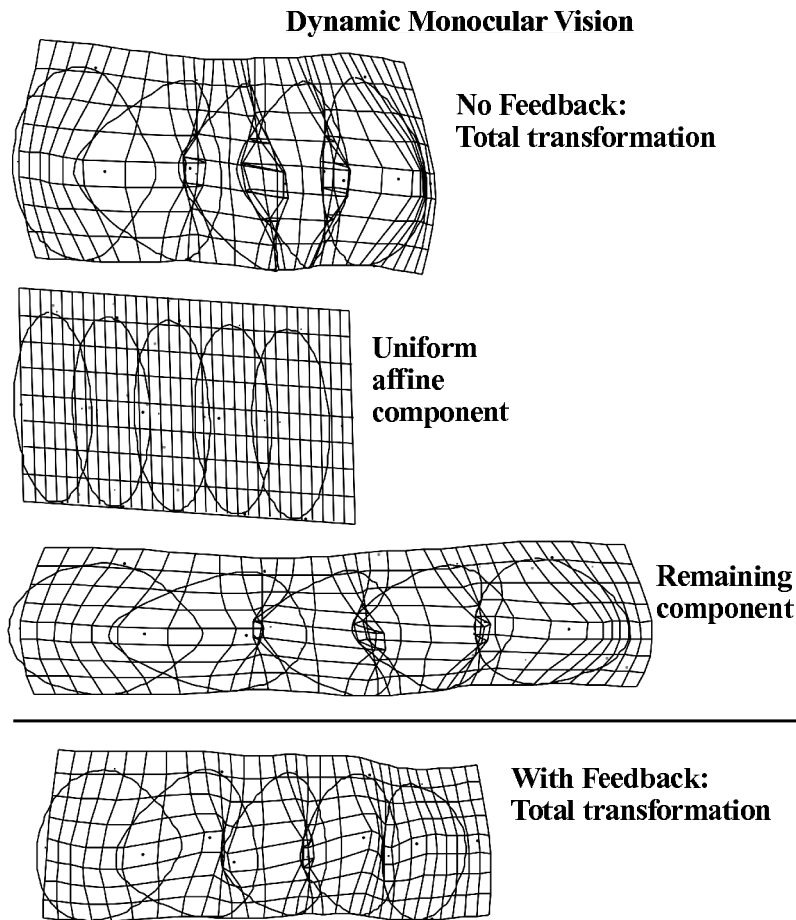 Dynamic Monocular Vision
No Feedback:
Total transformation
Uniform
affine
component
Remaining
component
With Feedback:
Total transformation